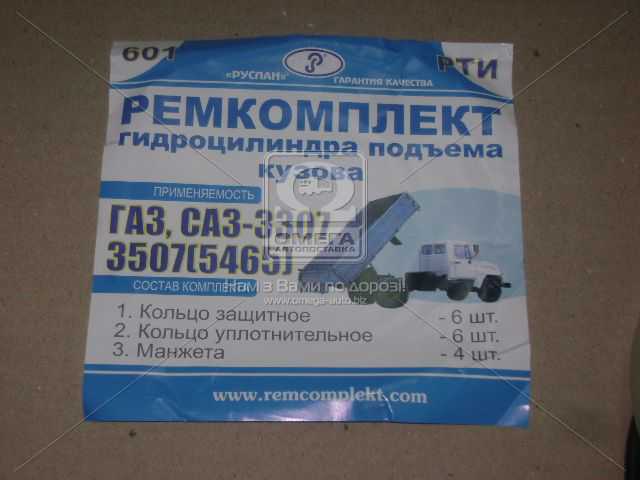 601
РТИ
«РУСЛАН»
ГАРАНТИЯ КАЧЕСТВА
РЕМКОМПЛЕКТ
гидроцилиндра подъема
кузова
ПРИМЕНЯЕМОСТЬ
ГАЗ, САЗ-3307
3507(5465)
ОМЕГА
АВТОПОСТАВКА
Нам з Вами по дорозі!
www.omega-auto.biz
СОСТАВ КОМПЛЕКТА
1. Кольцо защитное - 6 шт.
2. Кольцо уплотнительное - 6 шт.
3. Манжета - 4 шт.
www.remcomplekt.com